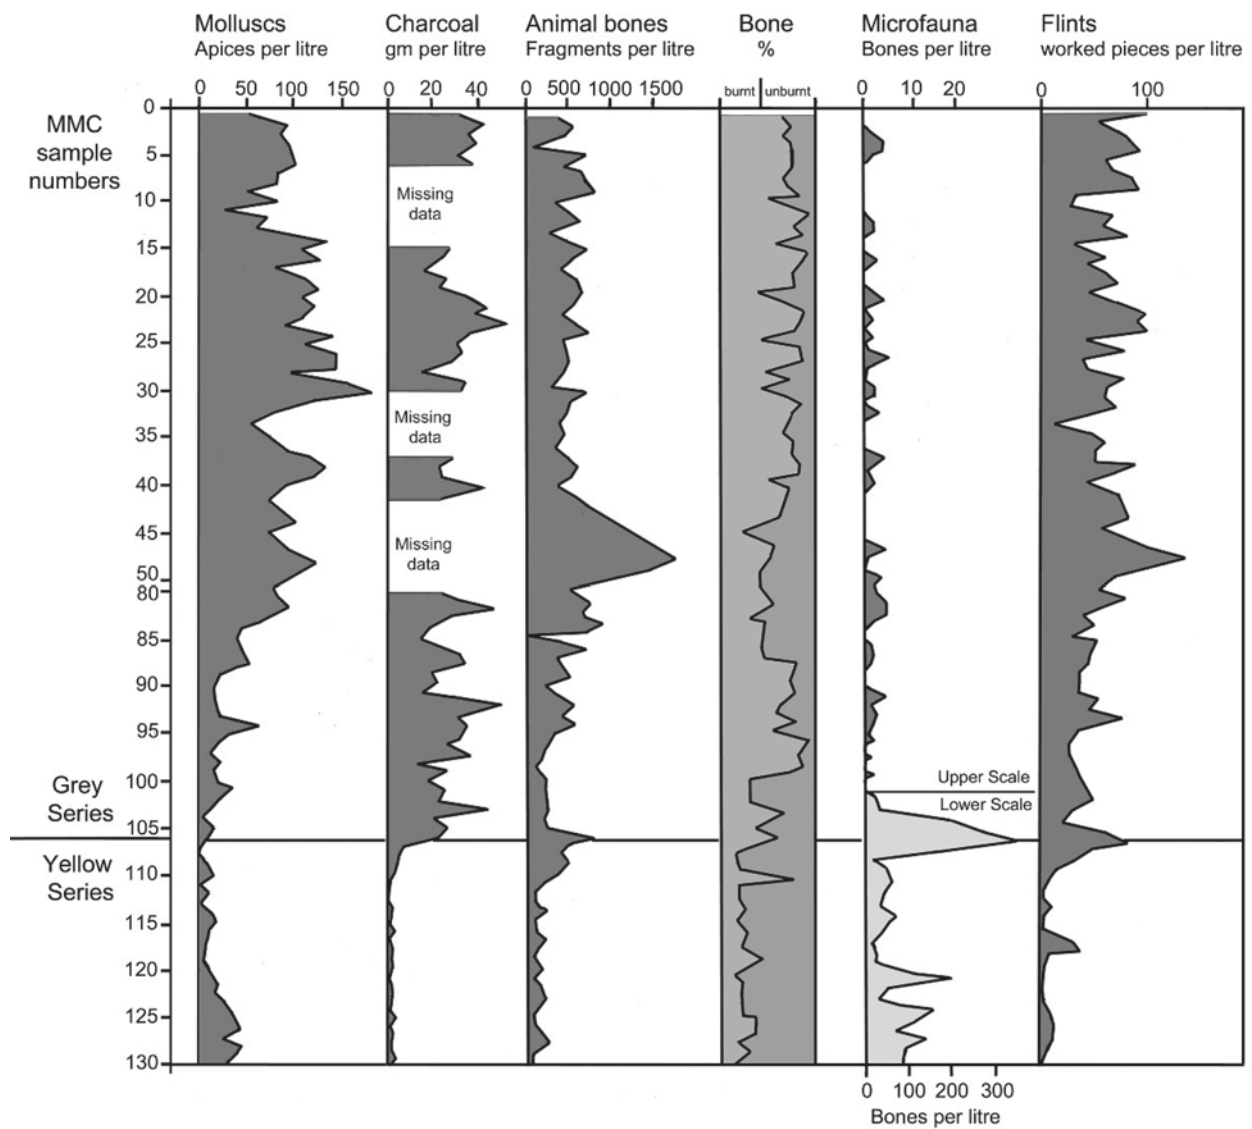 Molluscs Charcoal Animal bones Bone Microfauna Flints
Apices per litre gm per litre Fragments per litre % Bones per litre worked pieces per litre
0 50 100 150 0 20 40 0 500 1000 1500 burnt unburnt 0 10 20 0 100
0
MMC
sample
numbers
5
10
Missing
data
15
20
25
30
Missing
data
35
40
45
Missing
data
50
80
85
90
95
100
Upper Scale
Grey
Series
Lower Scale
105
Yellow
Series
110
115
120
125
130
0 100 200 300
Bones per litre